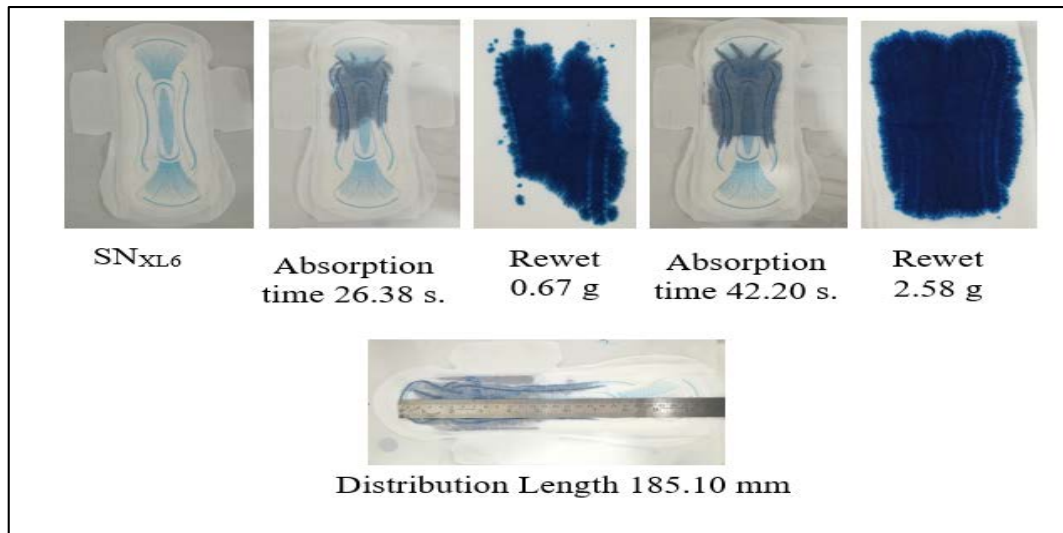 SNXL6
Absorption
time 26.38 s.
Rewet
0.67 g
Absorption
time 42.20 s.
Rewet
2.58 g
Distribution Length 185.10 mm